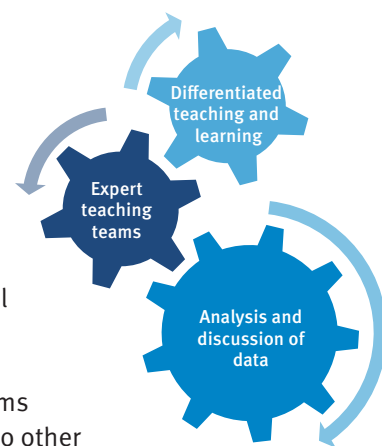 Differentiated
teaching and
learning
Expert
teaching
teams
Analysis and
discussion of
data